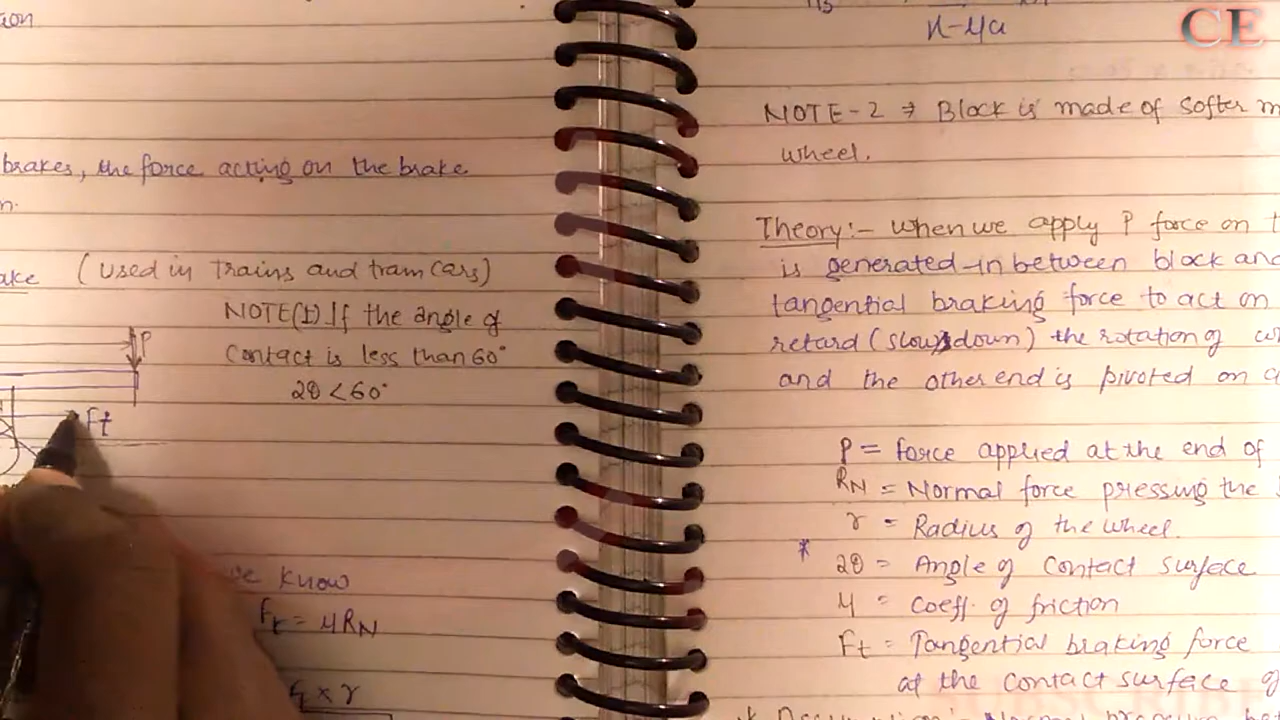 ion
brakes, the force acting on the brake
n.
ake (used in Trains and tram cars)
NOTE(1) If the angle of
Contact is less than 60°
2θ < 60°
P
Ft
we know
Ft = μRN
× r
x - μa
CE
NOTE - 2 ⇒ Block is made of softer m
wheel.
Theory :- when we apply P force on t
is generated in between block and
tangential braking force to act on
retard (slow down) the rotation of w
and the other end is pivoted on a
P = force applied at the end of
RN = Normal force pressing the
r = Radius of the wheel.
* 2θ = Angle of Contact surface
μ = Coeff. of friction
Ft = Tangential braking force
at the contact surface of